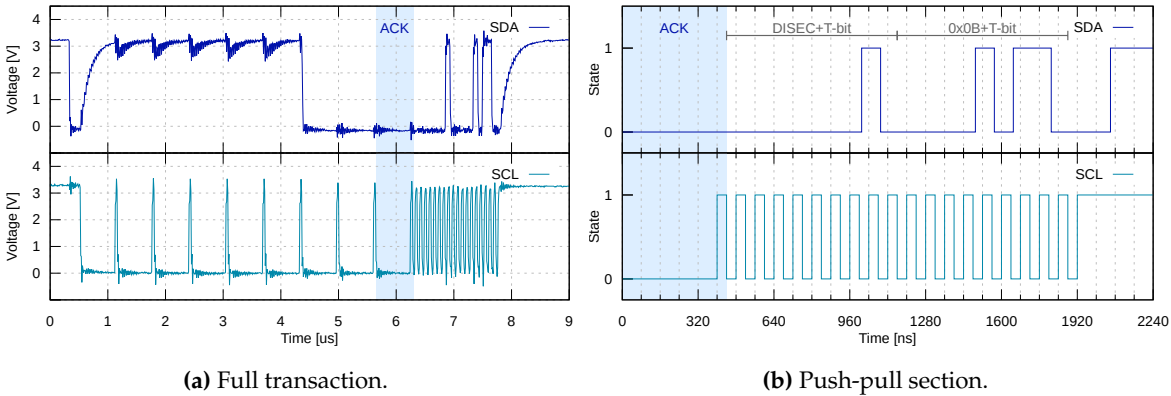 ACK
SDA
Voltage [V]
4
3
2
1
0
SCL
Voltage [V]
4
3
2
1
0
0 1 2 3 4 5 6 7 8 9
Time [us]
(a) Full transaction.
ACK
DISEC+T-bit
0x0B+T-bit
SDA
State
1
0
SCL
State
1
0
0 320 640 960 1280 1600 1920 2240
Time [ns]
(b) Push-pull section.